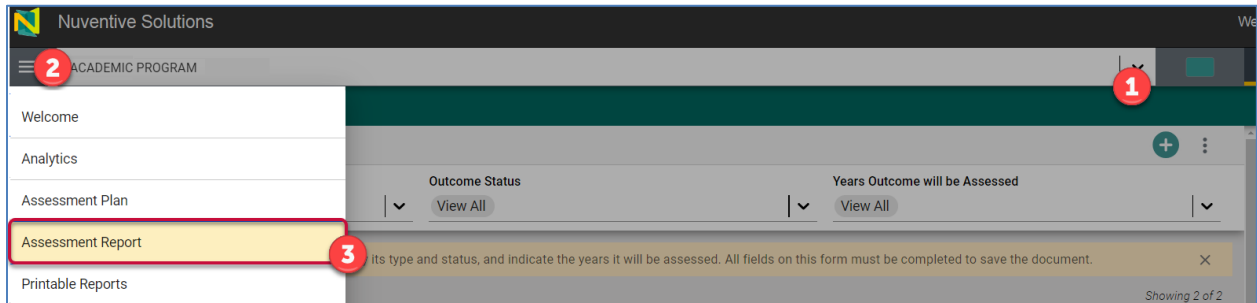 Nuventive Solutions
We
2 ACADEMIC PROGRAM
1
Welcome
Analytics
Assessment Plan
Outcome Status
Years Outcome will be Assessed
View All
View All
Assessment Report
3
its type and status, and indicate the years it will be assessed. All fields on this form must be completed to save the document.
Printable Reports
Showing 2 of 2